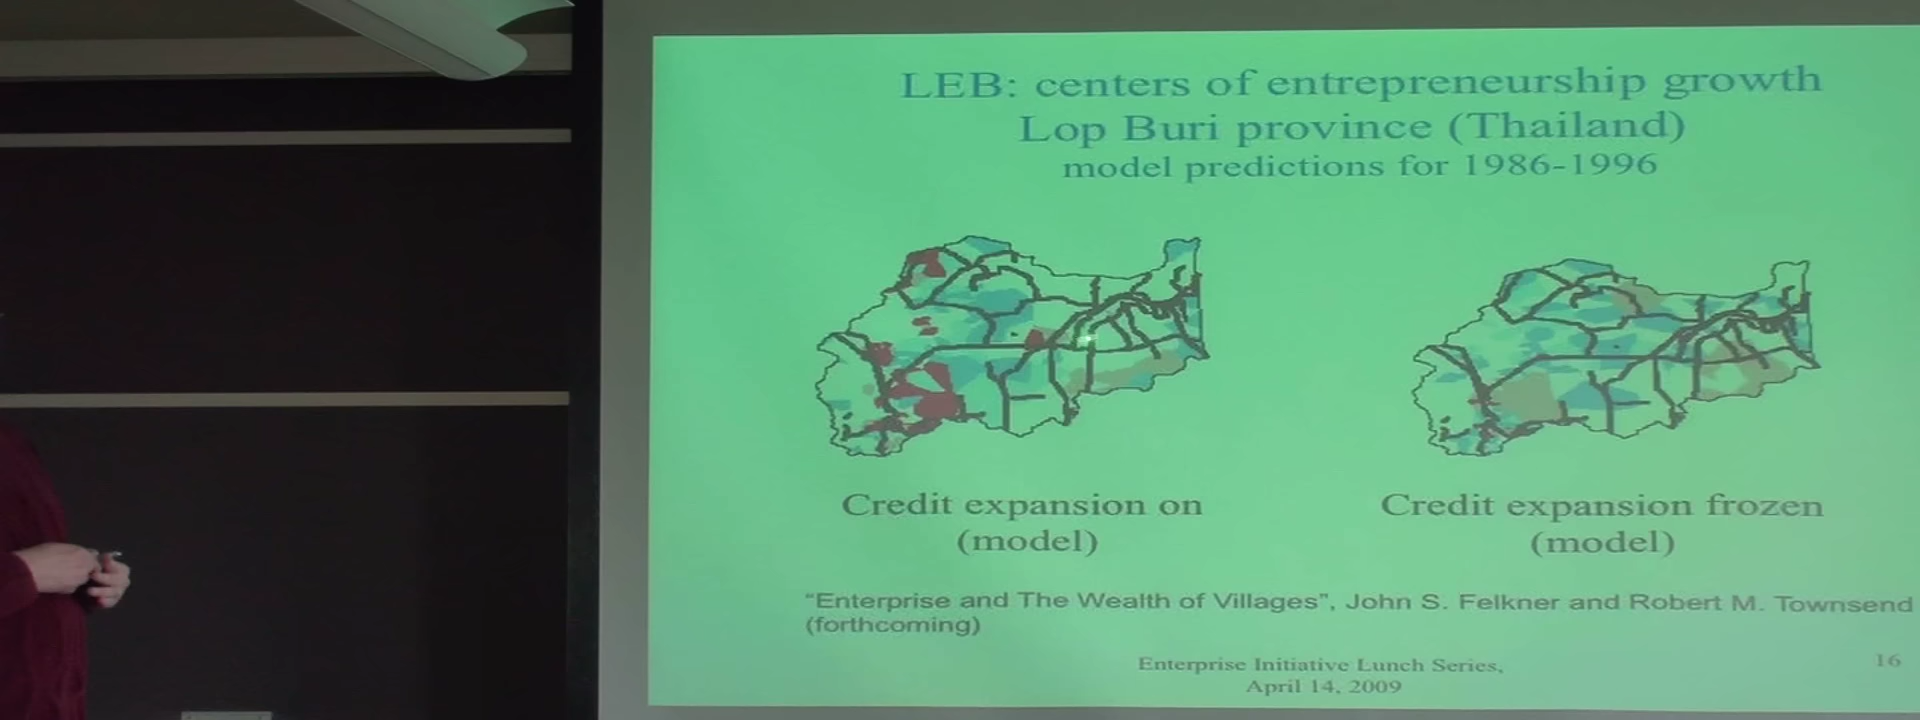 LEB: centers of entrepreneurship growth
Lop Buri province (Thailand)
model predictions for 1986-1996
Credit expansion on
(model)
Credit expansion frozen
(model)
“Enterprise and The Wealth of Villages”, John S. Felkner and Robert M. Townsend
(forthcoming)
Enterprise Initiative Lunch Series,
April 14, 2009
16